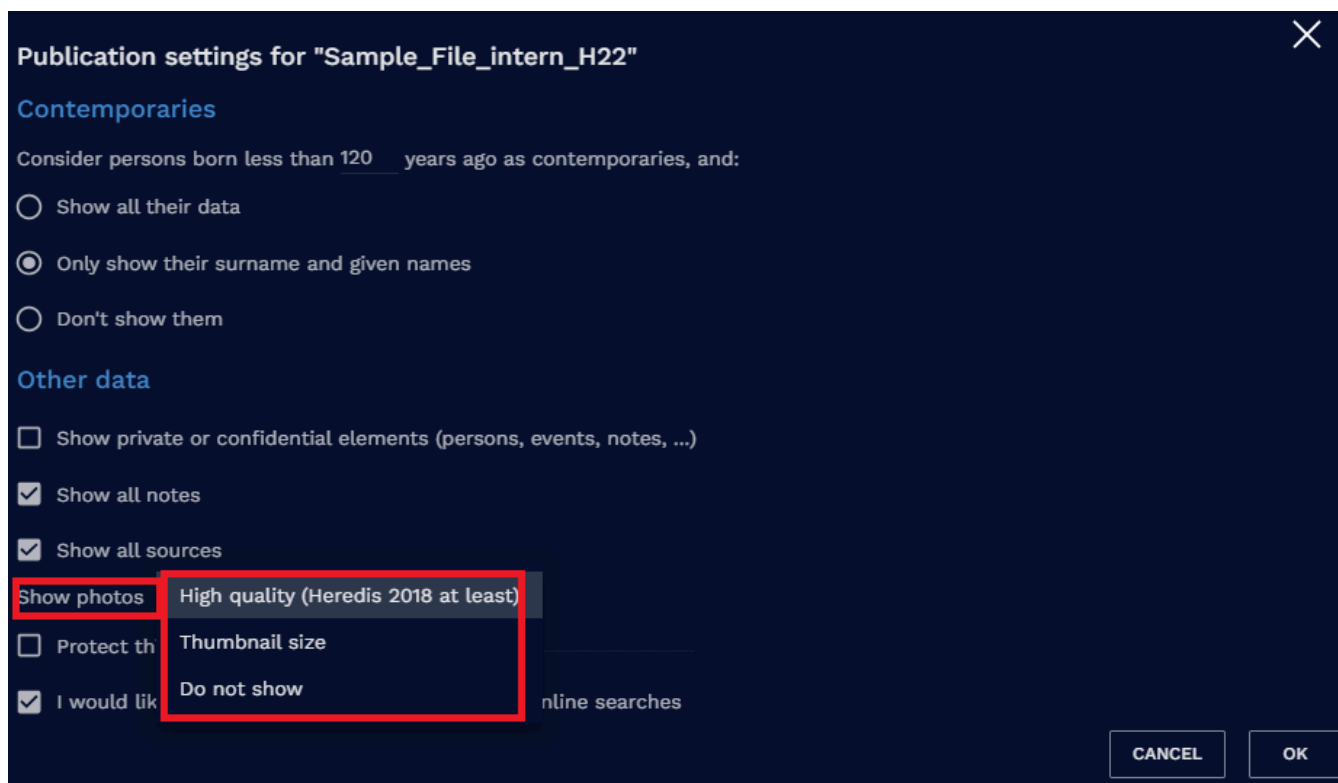 Publication settings for "Sample_File_intern_H22"
Contemporaries
Consider persons born less than 120 years ago as contemporaries, and:
Show all their data
Only show their surname and given names
Don't show them
Other data
Show private or confidential elements (persons, events, notes, ...)
Show all notes
Show all sources
Show photos High quality (Heredis 2018 at least)
Thumbnail size
Protect th
Do not show
I would lik nline searches
CANCEL OK